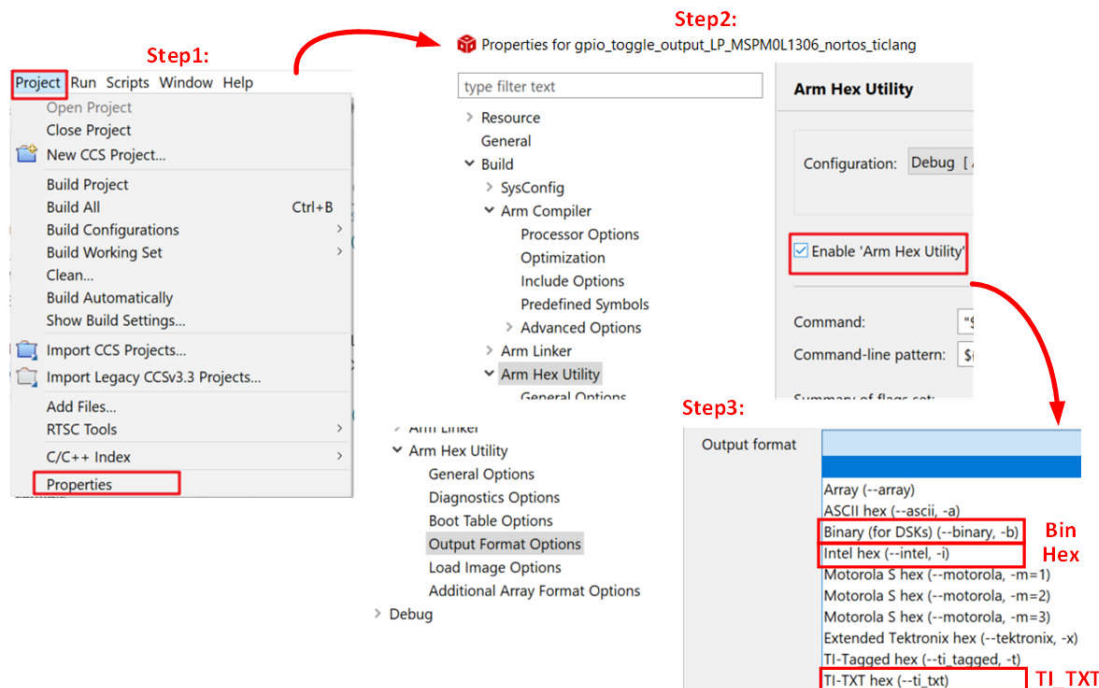 Step1:
Project Run Scripts Window Help
Open Project
Close Project
New CCS Project...
Build Project
Build All Ctrl+B
Build Configurations >
Build Working Set >
Clean...
Build Automatically
Show Build Settings...
Import CCS Projects...
Import Legacy CCSv3.3 Projects...
Add Files...
RTSC Tools >
C/C++ Index >
Properties
Step2:
Properties for gpio_toggle_output_LP_MSPM0L1306_nortos_ticlang
type filter text
Resource
General
Build
SysConfig
Arm Compiler
Processor Options
Optimization
Include Options
Predefined Symbols
Advanced Options
Arm Linker
Arm Hex Utility
General Options
Arm Hex Utility
Configuration: Debug [
Enable 'Arm Hex Utility'
Command: "$
Command-line pattern: $
Summary of flags set:
Step3:
Arm Linker
Arm Hex Utility
General Options
Diagnostics Options
Boot Table Options
Output Format Options
Load Image Options
Additional Array Format Options
Debug
Output format
Array (--array)
ASCII hex (--ascii, -a)
Binary (for DSKs) (--binary, -b) Bin
Intel hex (--intel, -i) Hex
Motorola S hex (--motorola, -m=1)
Motorola S hex (--motorola, -m=2)
Motorola S hex (--motorola, -m=3)
Extended Tektronix hex (--tektronix, -x)
TI-Tagged hex (--ti_tagged, -t)
TI-TXT hex (--ti_txt) TI_TXT